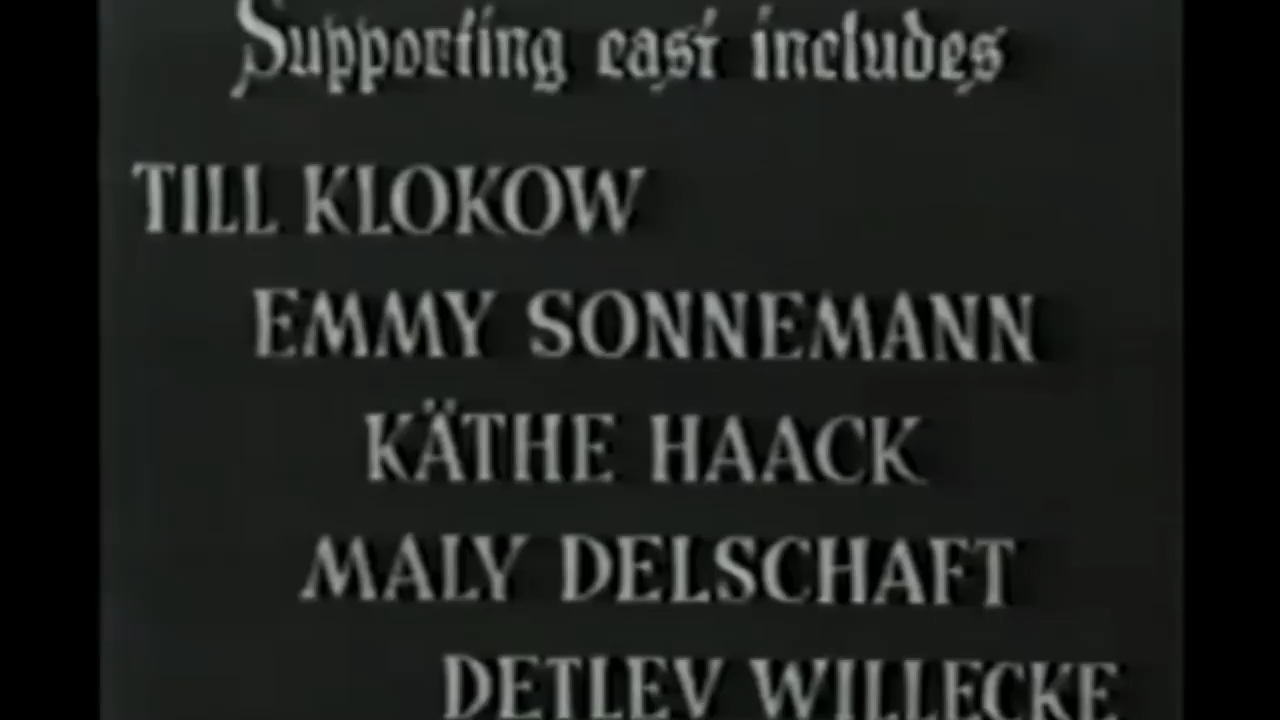 Supporting cast includes
TILL KLOKOW
EMMY SONNEMANN
KÄTHE HAACK
MALY DELSCHAFT
DETLEV WILLECKE